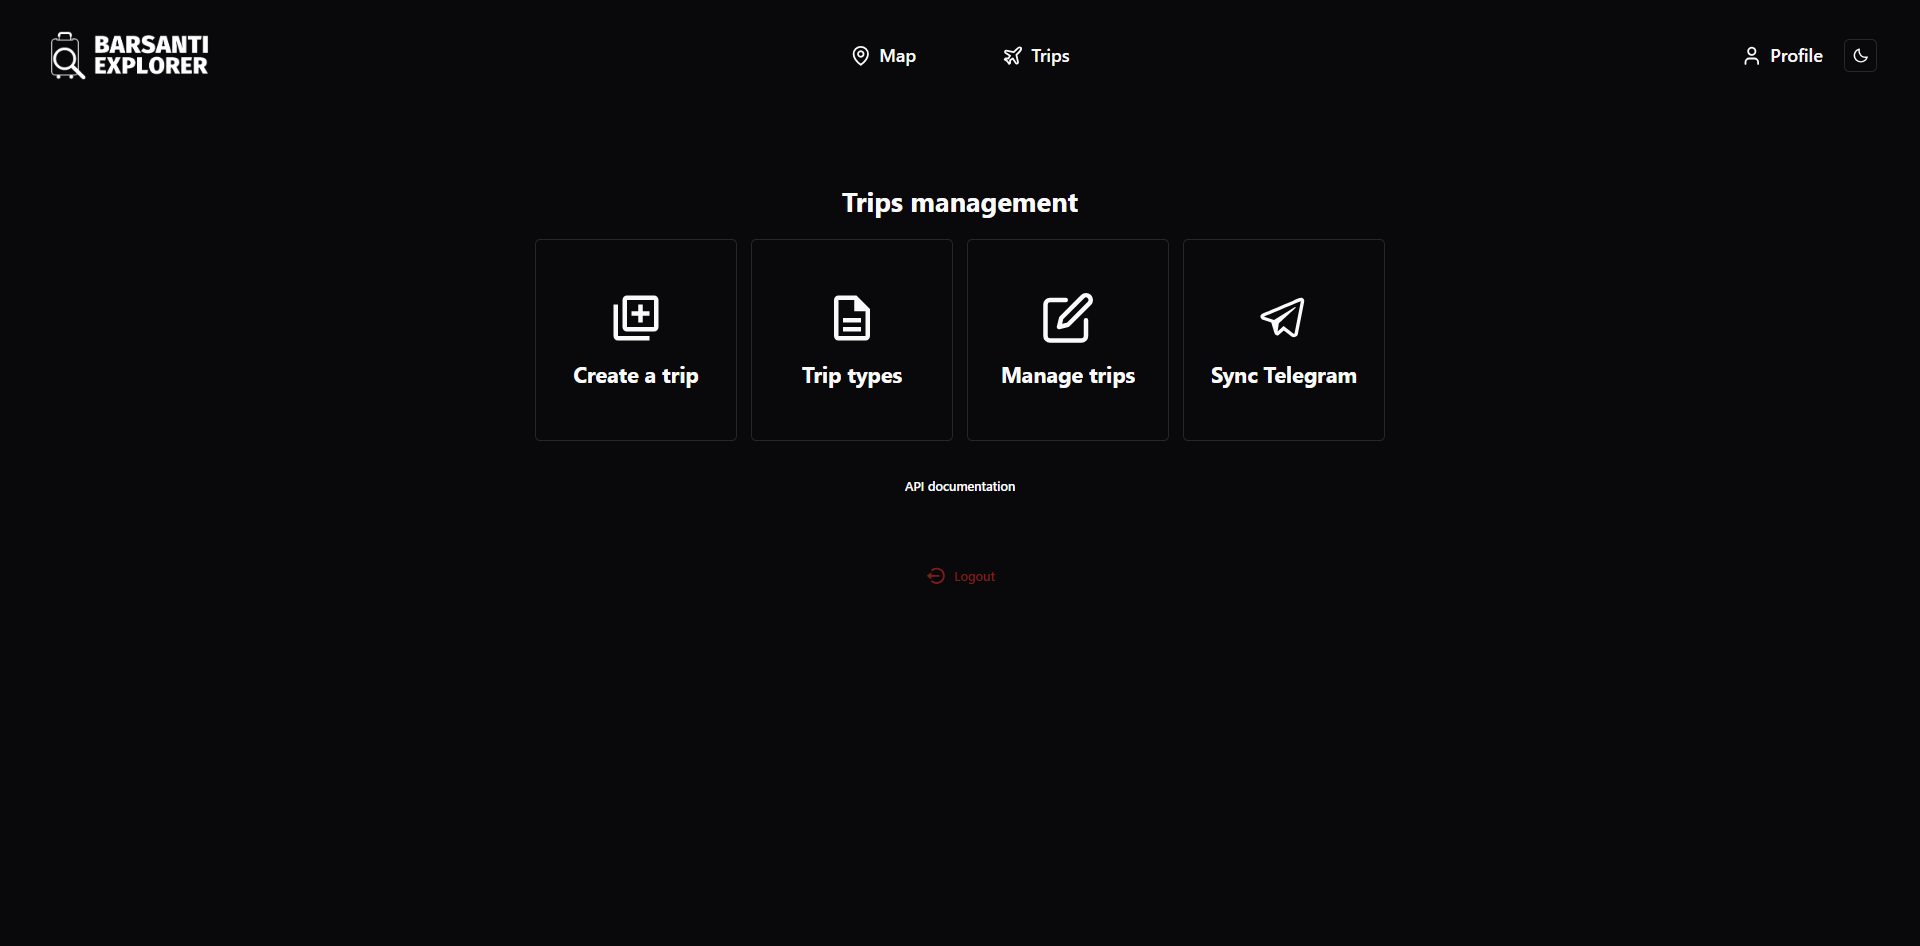 BARSANTI
EXPLORER
Map
Trips
Profile
Trips management
Create a trip
Trip types
Manage trips
Sync Telegram
API documentation
Logout